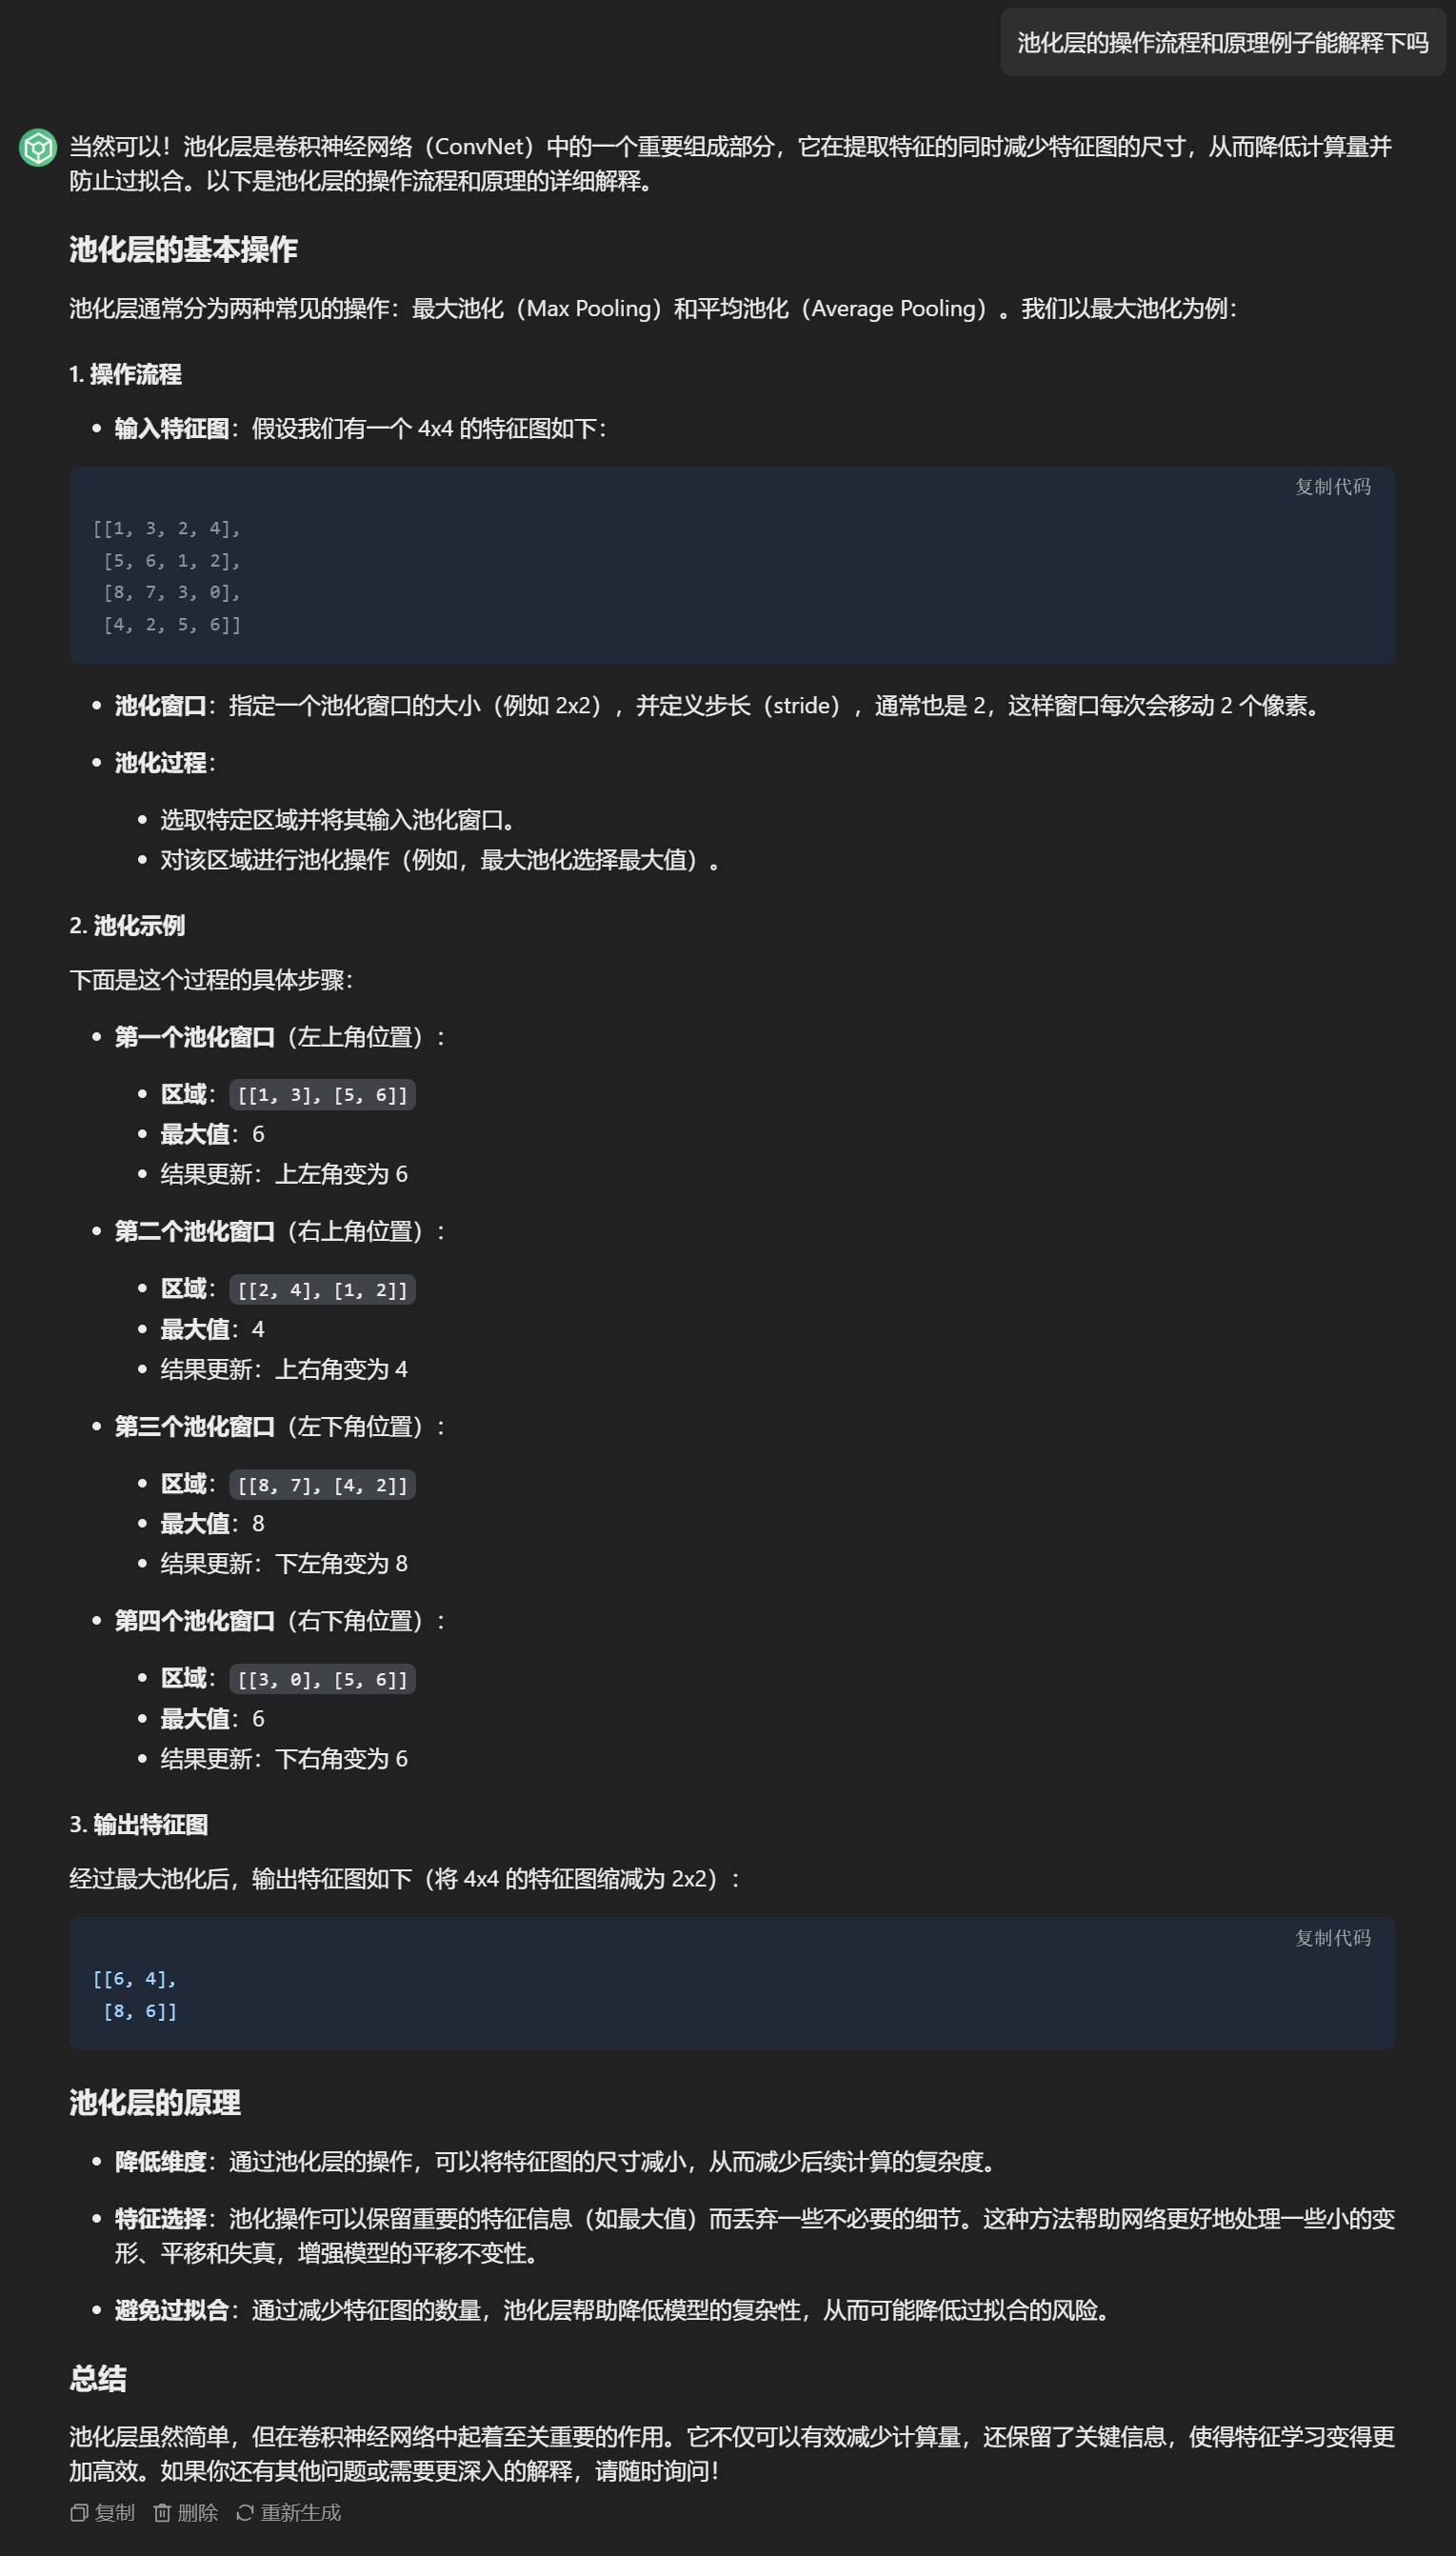 池化层的操作流程和原理例子能解释下吗
当然可以！池化层是卷积神经网络（ConvNet）中的一个重要组成部分，它在提取特征的同时减少特征图的尺寸，从而降低计算量并
防止过拟合。以下是池化层的操作流程和原理的详细解释。
池化层的基本操作
池化层通常分为两种常见的操作：最大池化（Max Pooling）和平均池化（Average Pooling）。我们以最大池化为例：
1. 操作流程
• 输入特征图：假设我们有一个 4x4 的特征图如下：
复制代码
[[1, 3, 2, 4],
 [5, 6, 1, 2],
 [8, 7, 3, 0],
 [4, 2, 5, 6]]
• 池化窗口：指定一个池化窗口的大小（例如 2x2），并定义步长（stride），通常也是 2，这样窗口每次会移动 2 个像素。
• 池化过程：
• 选取特定区域并将其输入池化窗口。
• 对该区域进行池化操作（例如，最大池化选择最大值）。
2. 池化示例
下面是这个过程的具体步骤：
• 第一个池化窗口（左上角位置）：
• 区域：[[1, 3], [5, 6]]
• 最大值：6
• 结果更新：上左角变为 6
• 第二个池化窗口（右上角位置）：
• 区域：[[2, 4], [1, 2]]
• 最大值：4
• 结果更新：上右角变为 4
• 第三个池化窗口（左下角位置）：
• 区域：[[8, 7], [4, 2]]
• 最大值：8
• 结果更新：下左角变为 8
• 第四个池化窗口（右下角位置）：
• 区域：[[3, 0], [5, 6]]
• 最大值：6
• 结果更新：下右角变为 6
3. 输出特征图
经过最大池化后，输出特征图如下（将 4x4 的特征图缩减为 2x2）：
复制代码
[[6, 4],
 [8, 6]]
池化层的原理
• 降低维度：通过池化层的操作，可以将特征图的尺寸减小，从而减少后续计算的复杂度。
• 特征选择：池化操作可以保留重要的特征信息（如最大值）而丢弃一些不必要的细节。这种方法帮助网络更好地处理一些小的变
形、平移和失真，增强模型的平移不变性。
• 避免过拟合：通过减少特征图的数量，池化层帮助降低模型的复杂性，从而可能降低过拟合的风险。
总结
池化层虽然简单，但在卷积神经网络中起着至关重要的作用。它不仅可以有效减少计算量，还保留了关键信息，使得特征学习变得更
加高效。如果你还有其他问题或需要更深入的解释，请随时询问！
复制 删除 重新生成